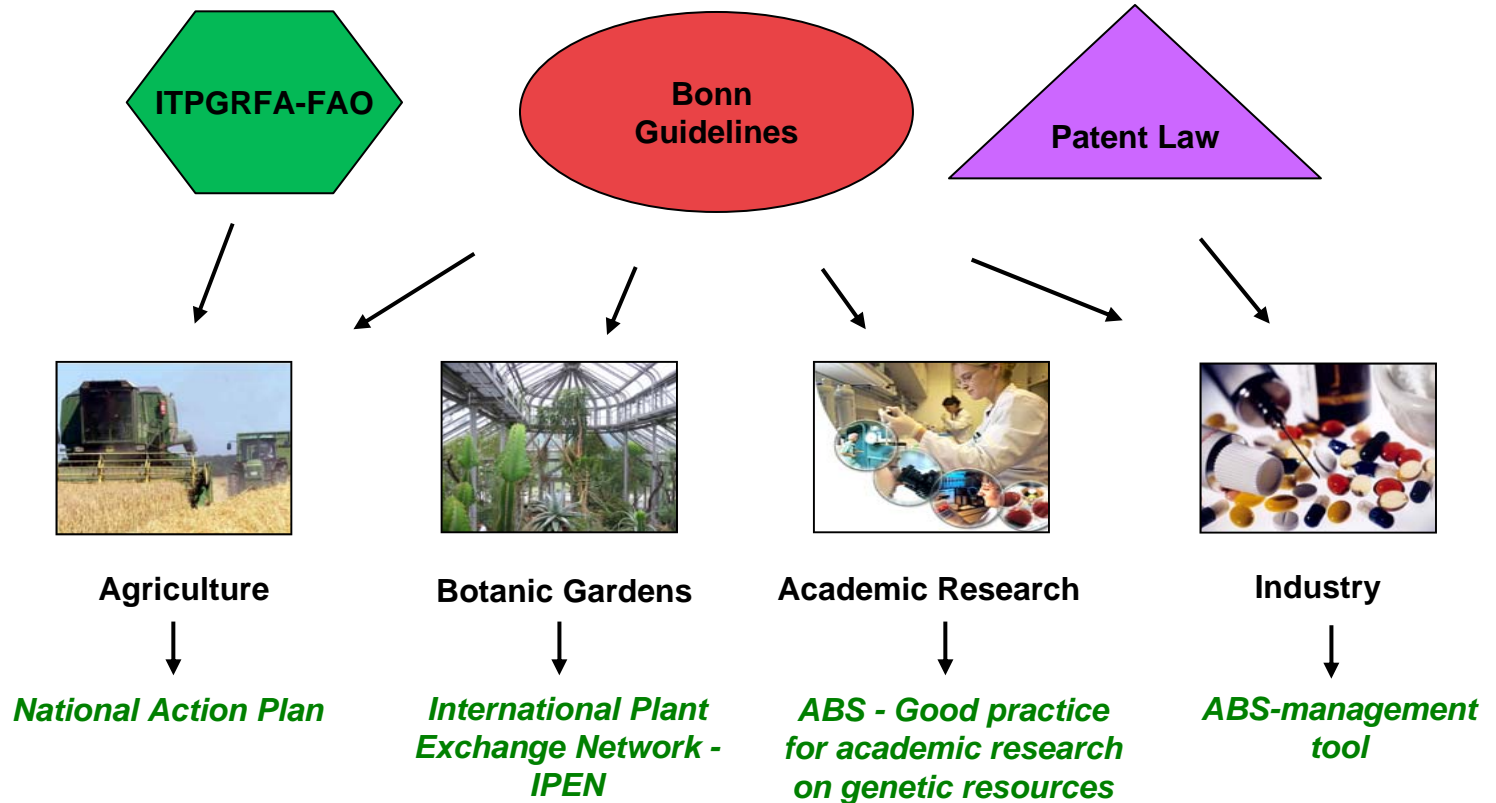 ITPGRFA-FAO
Bonn
Guidelines
Patent Law
Agriculture
Botanic Gardens
Academic Research
Industry
National Action Plan
International Plant
Exchange Network -
IPEN
ABS - Good practice
for academic research
on genetic resources
ABS-management
tool